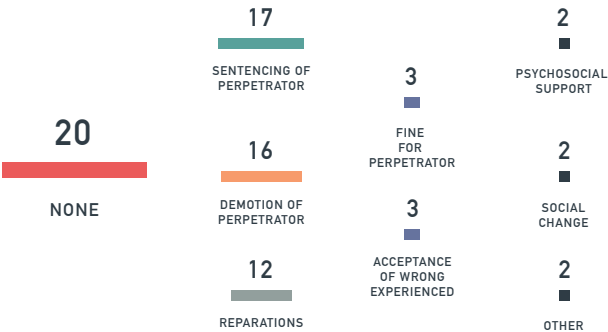 20
NONE
17
SENTENCING OF
PERPETRATOR
16
DEMOTION OF
PERPETRATOR
12
REPARATIONS
3
FINE
FOR
PERPETRATOR
3
ACCEPTANCE
OF WRONG
EXPERIENCED
2
PSYCHOSOCIAL
SUPPORT
2
SOCIAL
CHANGE
2
OTHER